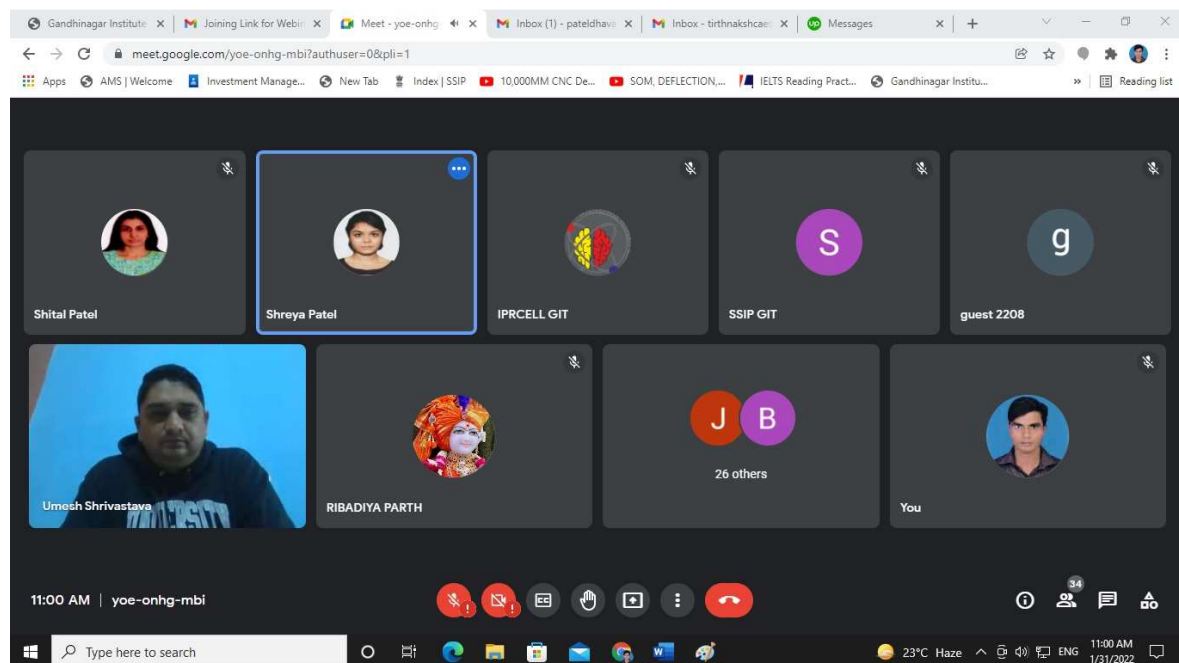 Gandhinagar Institute Joining Link for Webin Meet - yoe-onhg Inbox (1) - pateldhava Inbox - tirthnakshcaed Messages
meet.google.com/yoe-onhg-mbi?authuser=0&pli=1
Apps AMS | Welcome Investment Manage... New Tab Index | SSIP 10,000MM CNC De... SOM, DEFLECTION,... IELTS Reading Pract... Gandhinagar Institu... » Reading list
S g
Shital Patel Shreya Patel IPRCELL GIT SSIP GIT guest 2208
J B
26 others
Umesh Shrivastava RIBADIYA PARTH You
34
11:00 AM | yoe-onhg-mbi CC
Type here to search 23°C Haze ENG 11:00 AM
1/31/2022